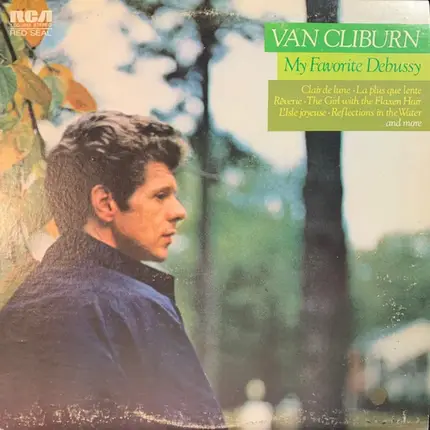 RCA
RED SEAL
VAN CLIBURN
My Favorite Debussy
Clair de lune · La plus que lente
Rêverie · The Girl with the Flaxen Hair
L'Isle joyeuse · Reflections in the Water
and more